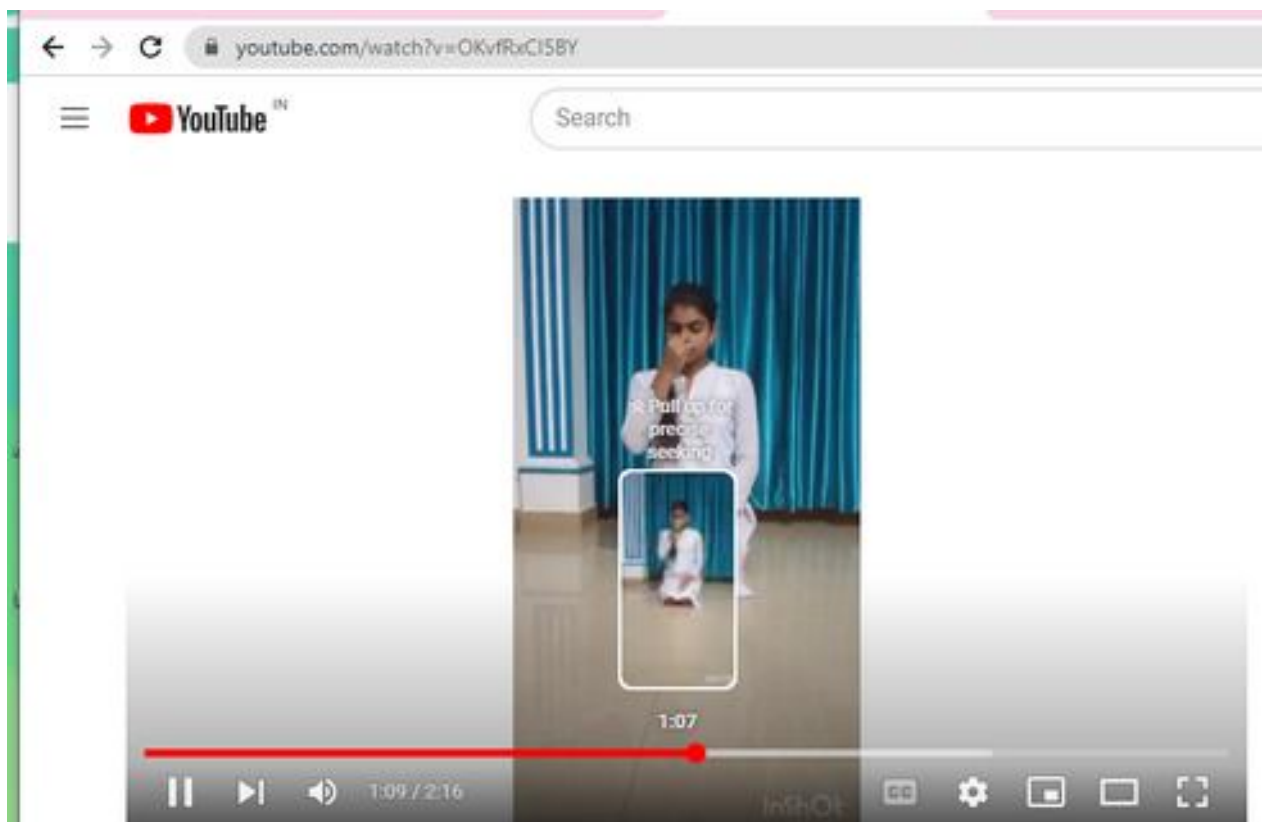 youtube.com/watch?v=OKvfRxCI5BY
YouTube IN
Search
Pull up for
precise
seeking
1:07
1:09 / 2:16
CC
InShOt